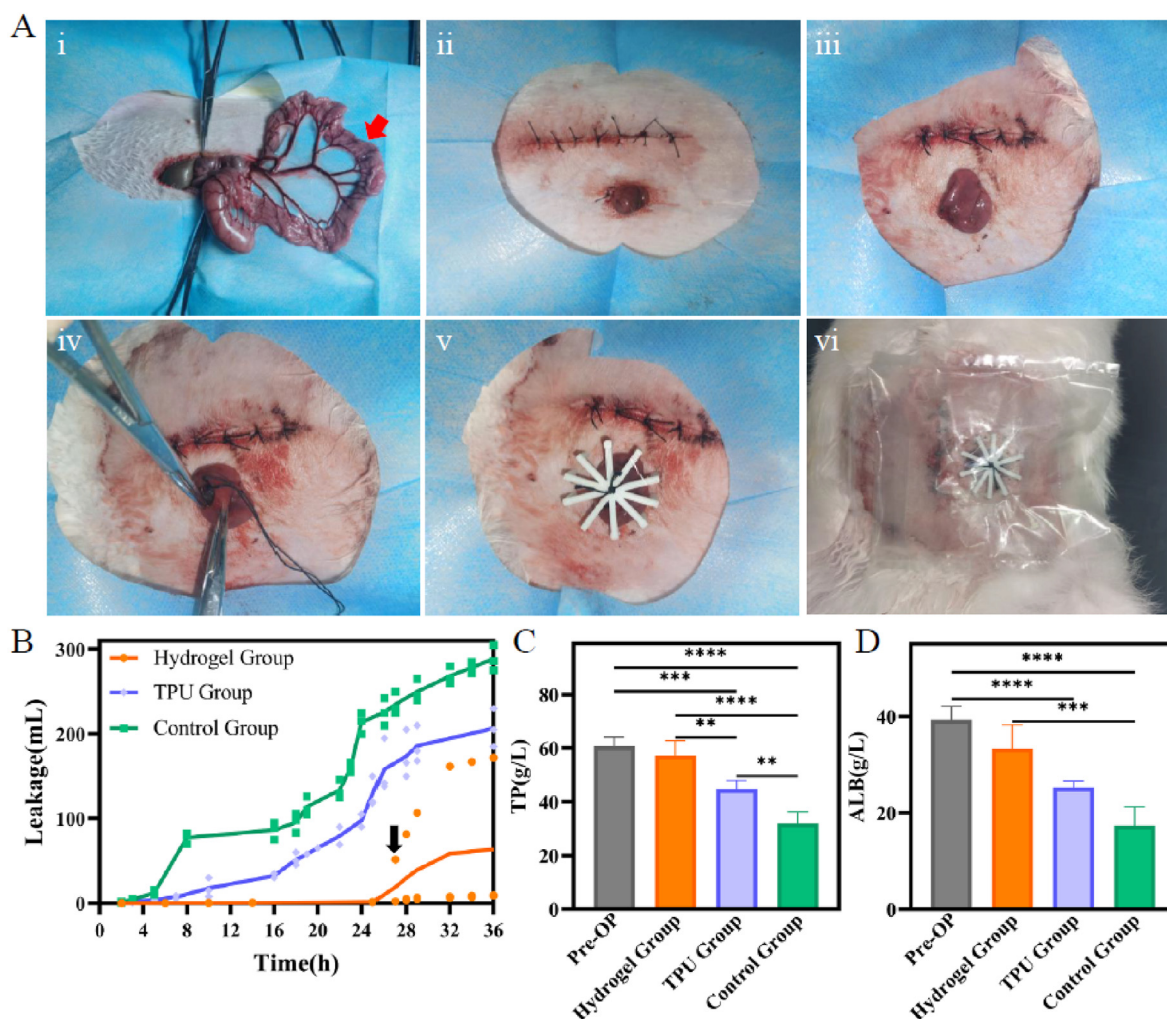 A
i
ii
iii
iv
v
vi
B
Hydrogel Group
TPU Group
Control Group
300
200
100
0
Leakage(mL)
0 4 8 12 16 20 24 28 32 36
Time(h)
C
****
***
****
**
**
80
60
40
20
0
TP(g/L)
Pre-OP
Hydrogel Group
TPU Group
Control Group
D
****
****
***
40
20
0
ALB(g/L)
Pre-OP
Hydrogel Group
TPU Group
Control Group